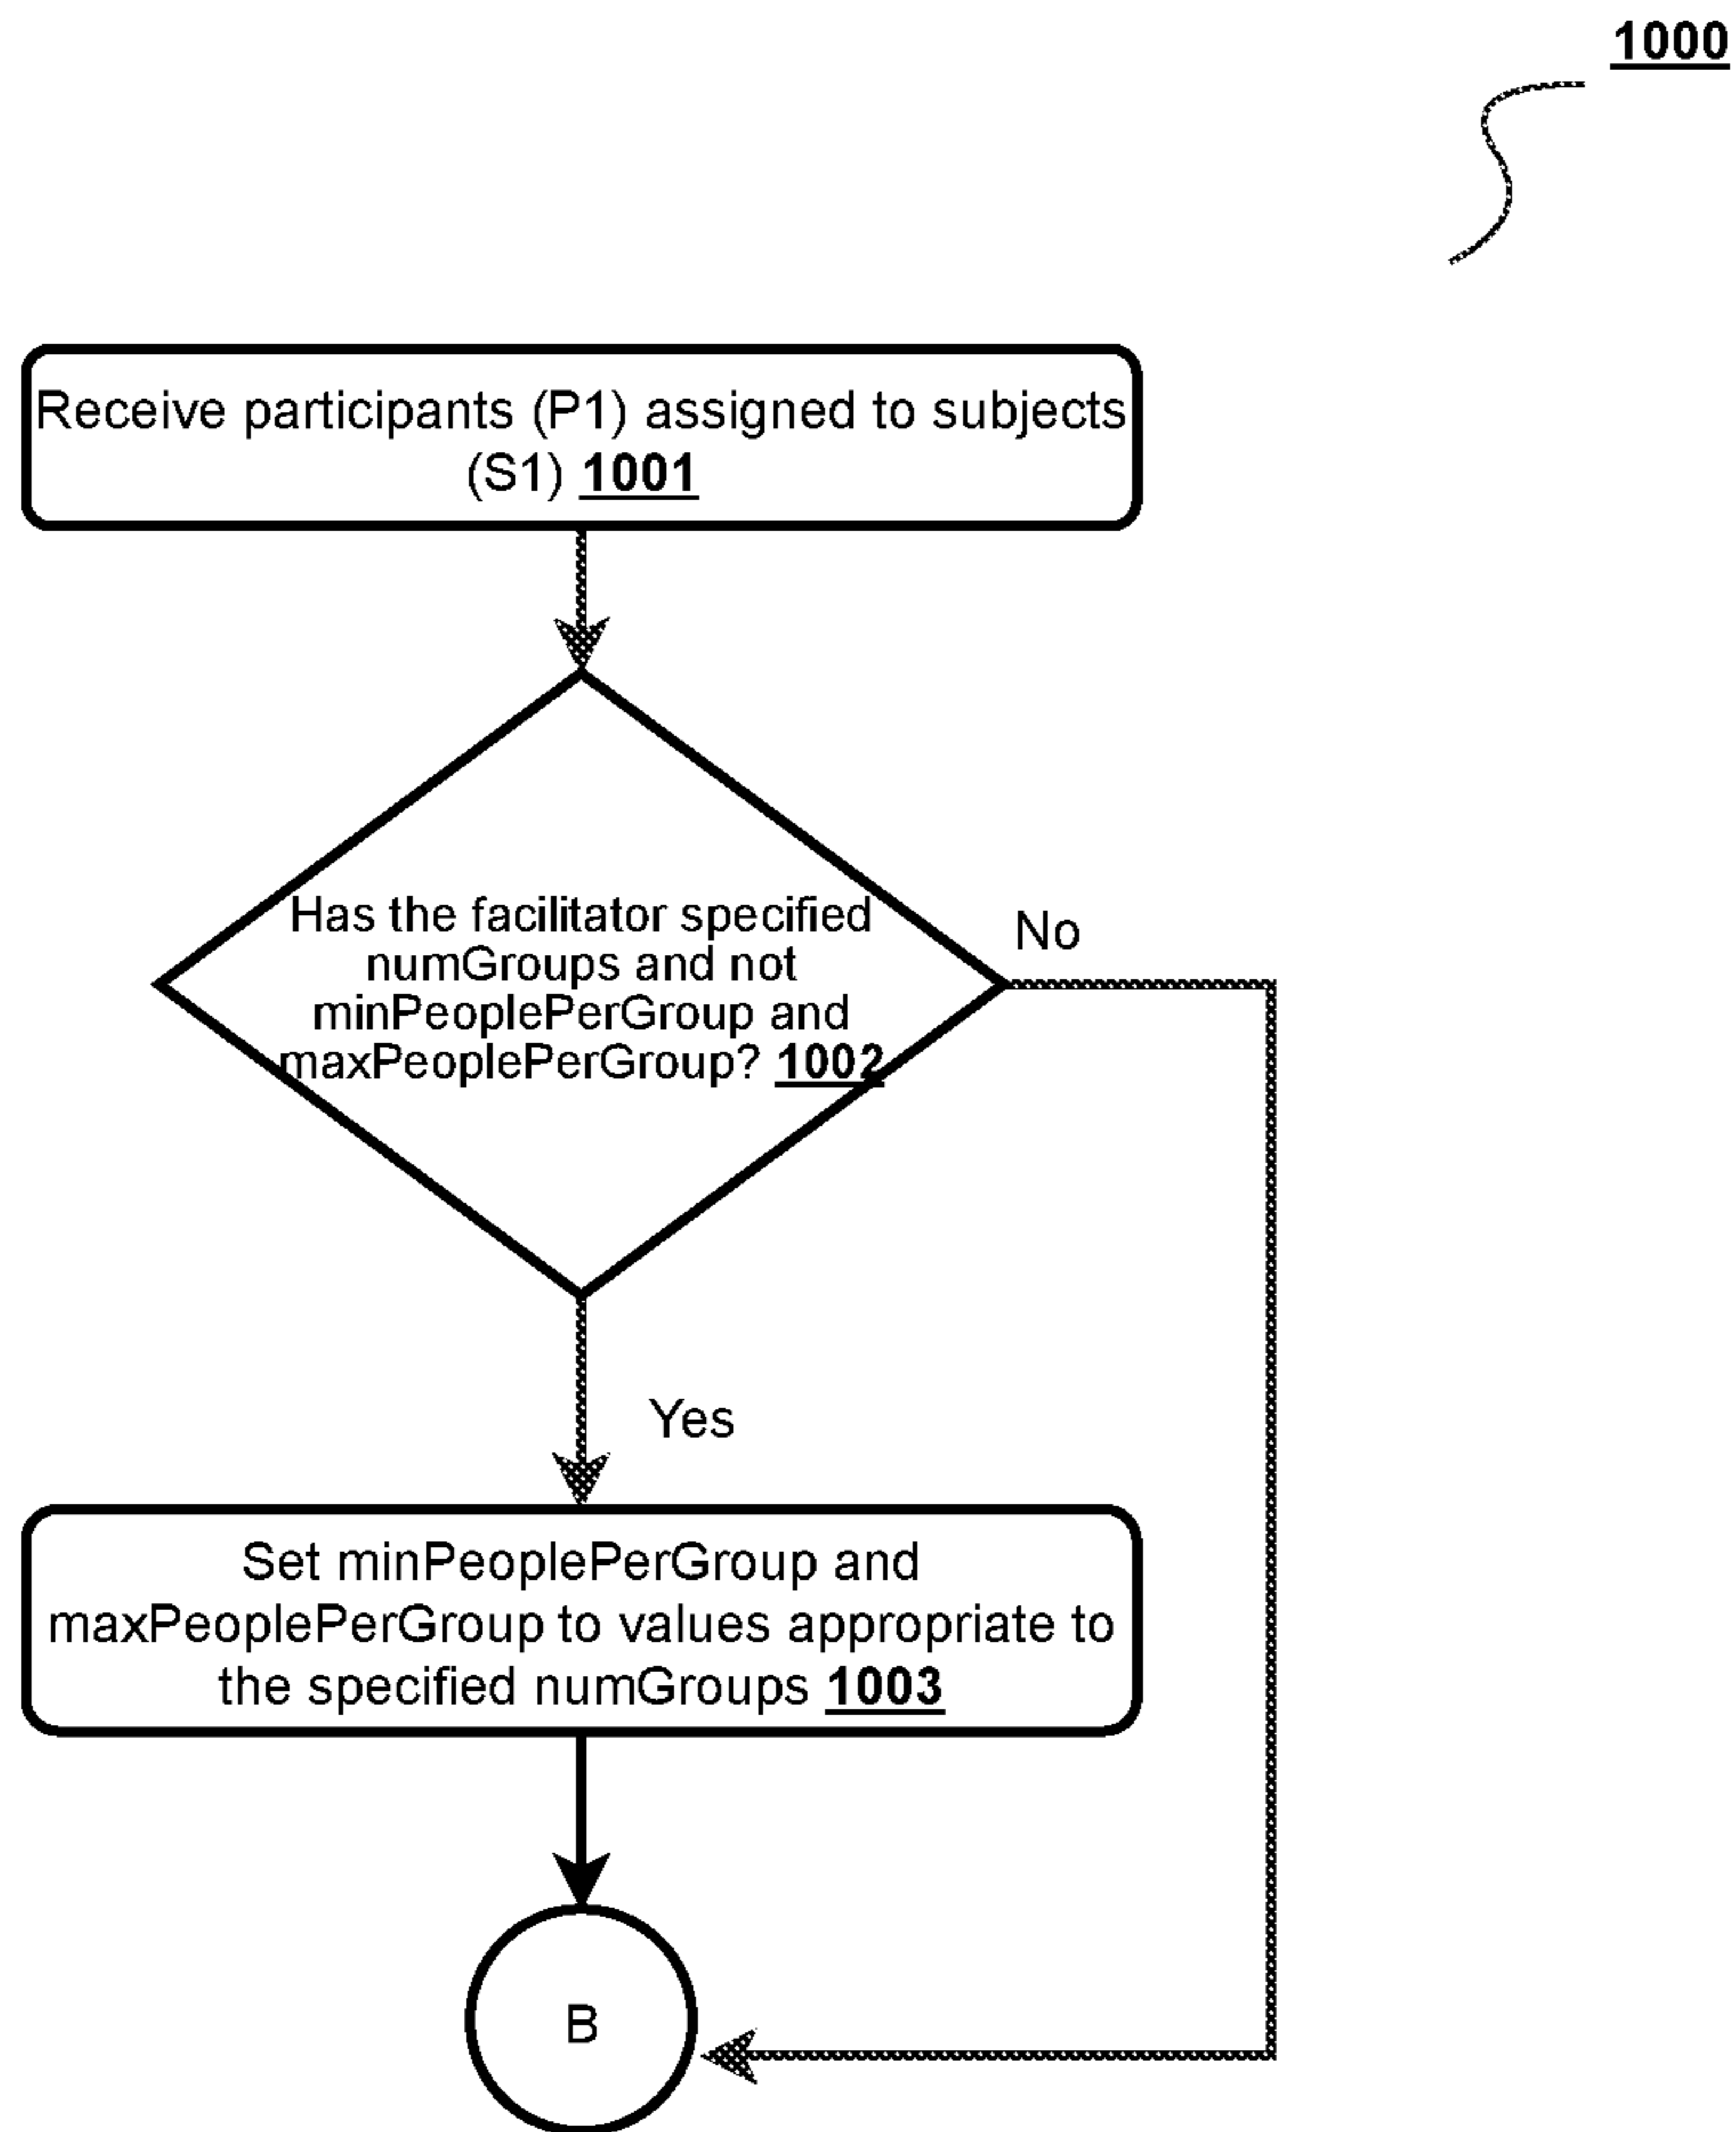 1000
Receive participants (P1) assigned to subjects
(S1) 1001
Has the facilitator specified
numGroups and not
minPeoplePerGroup and
maxPeoplePerGroup? 1002
No
Yes
Set minPeoplePerGroup and
maxPeoplePerGroup to values appropriate to
the specified numGroups 1003
B